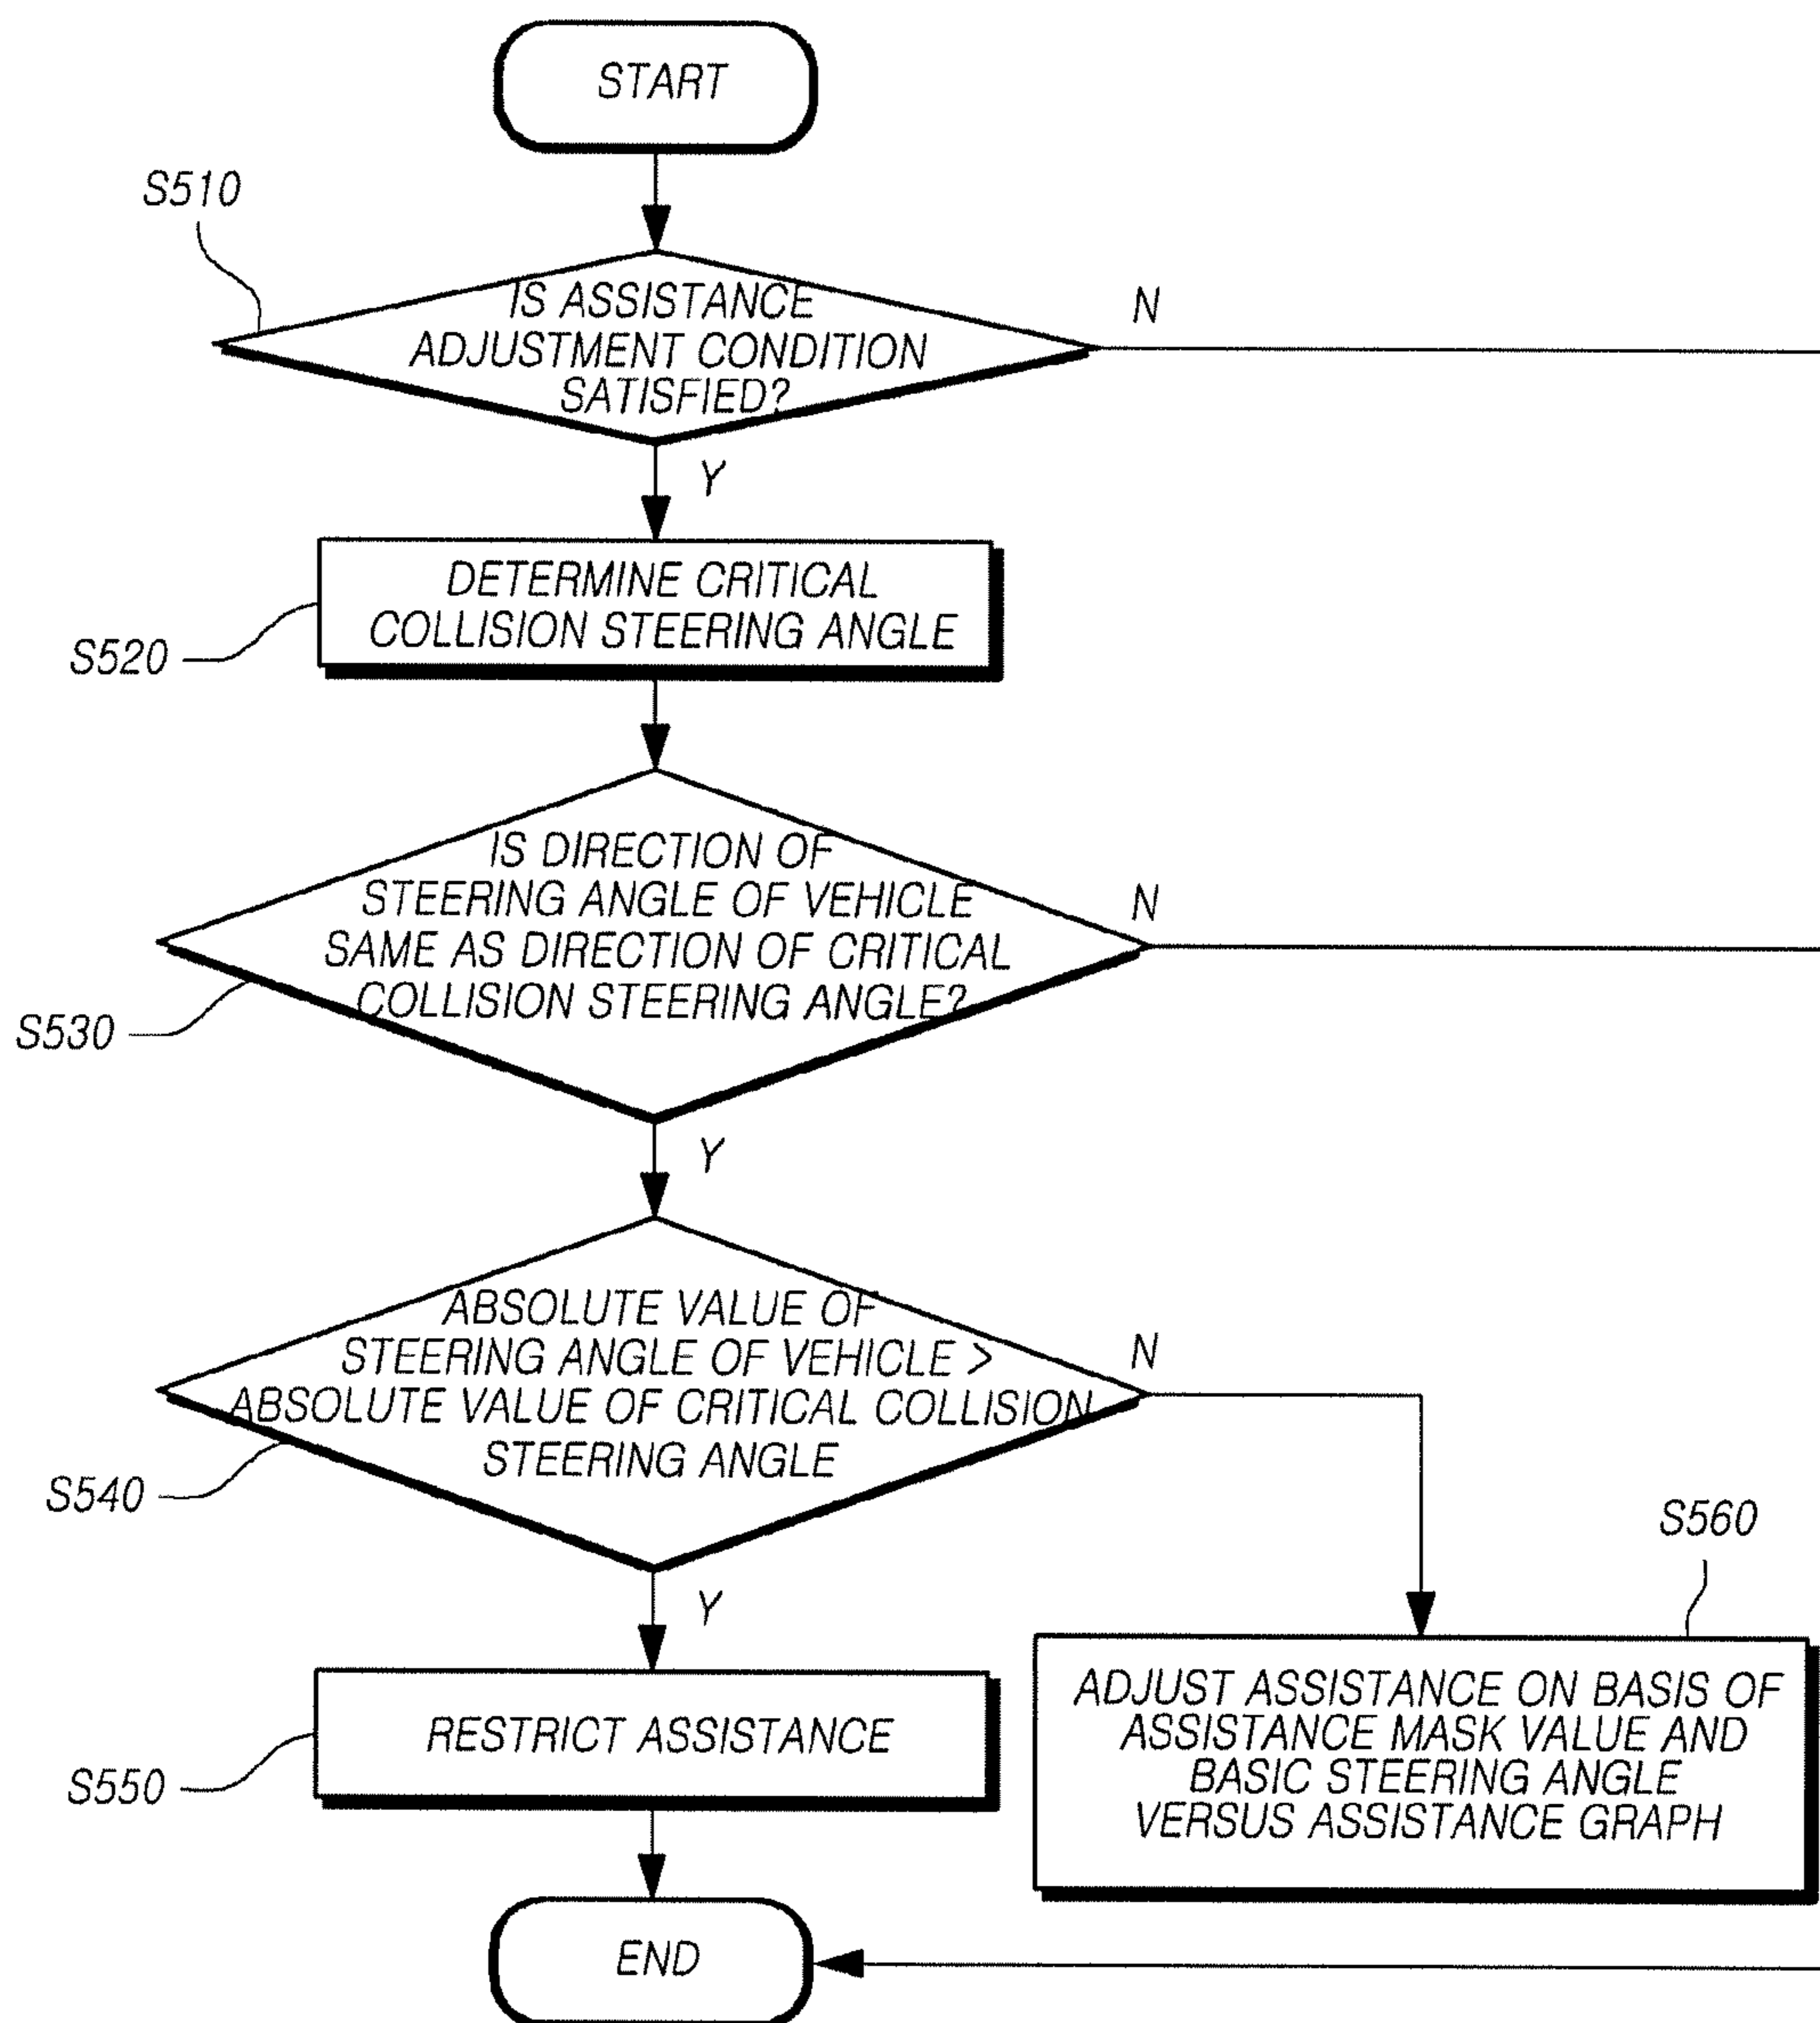 START
S510
IS ASSISTANCE
ADJUSTMENT CONDITION
SATISFIED?
N
Y
DETERMINE CRITICAL
COLLISION STEERING ANGLE
S520
IS DIRECTION OF
STEERING ANGLE OF VEHICLE
SAME AS DIRECTION OF CRITICAL
COLLISION STEERING ANGLE?
N
S530
Y
ABSOLUTE VALUE OF
STEERING ANGLE OF VEHICLE >
ABSOLUTE VALUE OF CRITICAL COLLISION
STEERING ANGLE
N
S540
Y
S560
RESTRICT ASSISTANCE
S550
ADJUST ASSISTANCE ON BASIS OF
ASSISTANCE MASK VALUE AND
BASIC STEERING ANGLE
VERSUS ASSISTANCE GRAPH
END